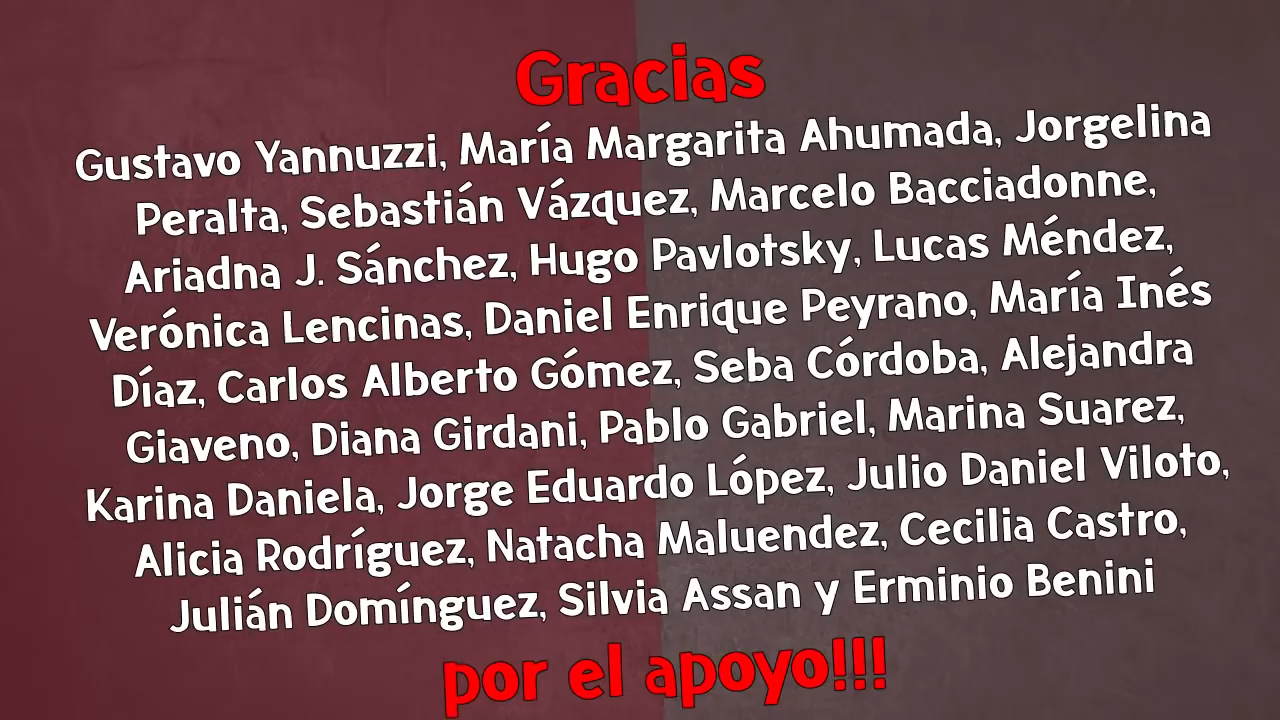 Gracias
Gustavo Yannuzzi, María Margarita Ahumada, Jorgelina
Peralta, Sebastián Vázquez, Marcelo Bacciadonne,
Ariadna J. Sánchez, Hugo Pavlotsky, Lucas Méndez,
Verónica Lencinas, Daniel Enrique Peyrano, María Inés
Díaz, Carlos Alberto Gómez, Seba Córdoba, Alejandra
Giaveno, Diana Girdani, Pablo Gabriel, Marina Suarez,
Karina Daniela, Jorge Eduardo López, Julio Daniel Viloto,
Alicia Rodríguez, Natacha Maluendez, Cecilia Castro,
Julián Domínguez, Silvia Assan y Erminio Benini
por el apoyo!!!